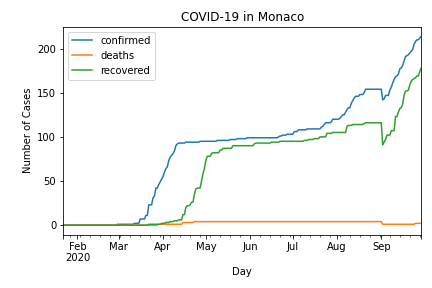 COVID-19 in Monaco
confirmed
deaths
recovered
Number of Cases
200
150
100
50
0
Feb Mar Apr May Jun Jul Aug Sep
2020
Day